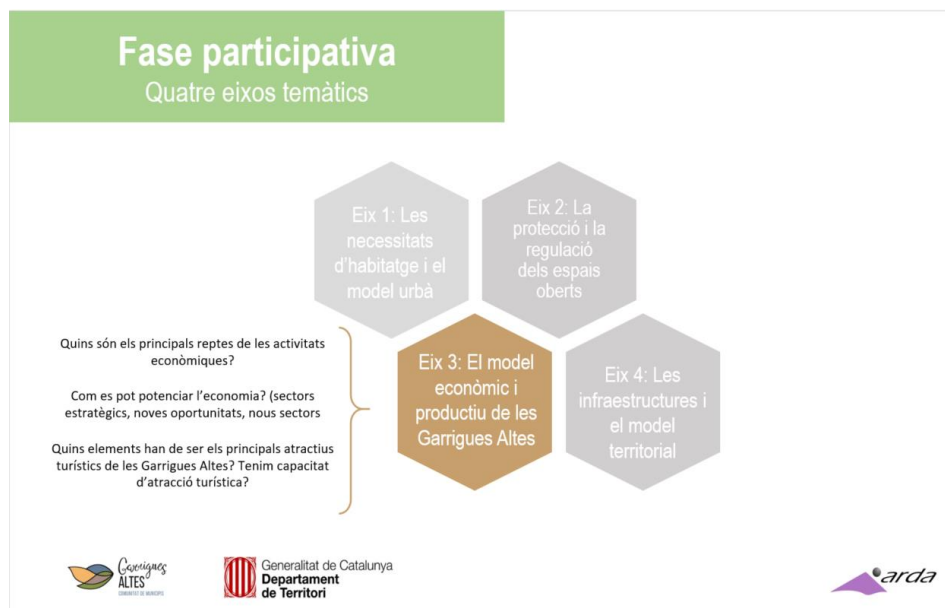 Fase participativa
Quatre eixos temàtics
Eix 1: Les
necessitats
d'habitatge i el
model urbà
Eix 2: La
protecció i la
regulació
dels espais
oberts
Quins són els principals reptes de les activitats
econòmiques?
Com es pot potenciar l'economia? (sectors
estratègics, noves oportunitats, nous sectors
Quins elements han de ser els principals atractius
turístics de les Garrigues Altes? Tenim capacitat
d'atracció turística?
Eix 3: El model
econòmic i
productiu de les
Garrigues Altes
Eix 4: Les
infraestructures i
el model
territorial
Garrigues
ALTES
COMUNITAT DE MUNICIPIS
Generalitat de Catalunya
Departament
de Territori
arda